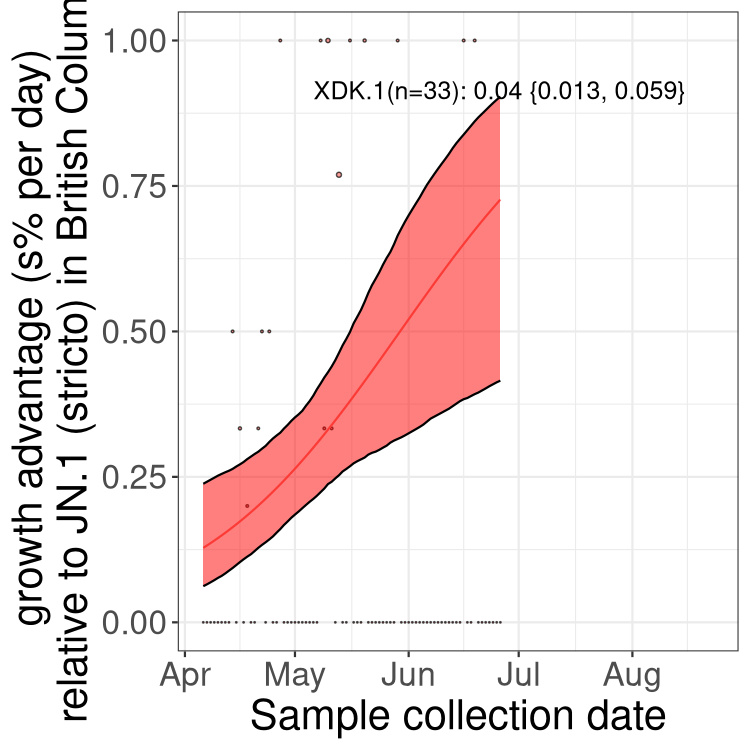 growth advantage (s% per day)
relative to JN.1 (stricto) in British Colum
1.00
0.75
0.50
0.25
0.00
XDK.1(n=33): 0.04 {0.013, 0.059}
Apr May Jun Jul Aug
Sample collection date